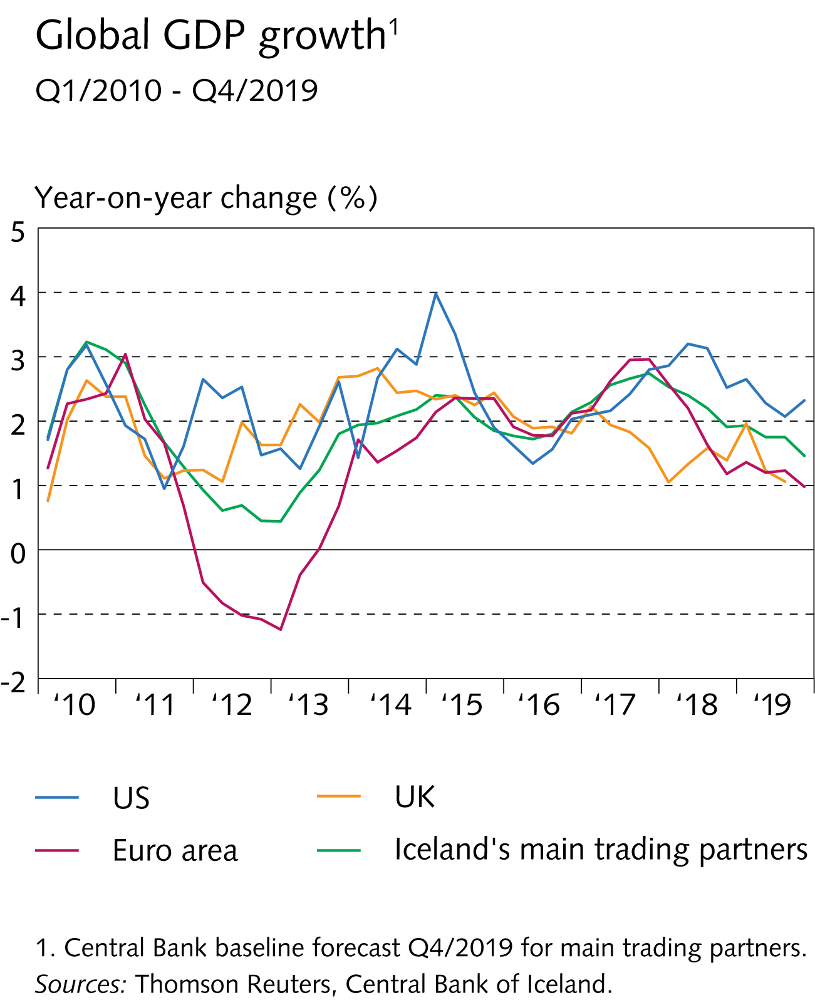 Global GDP growth¹
Q1/2010 - Q4/2019
Year-on-year change (%)
5
4
3
2
1
0
-1
-2
‘10 ‘11 ‘12 ‘13 ‘14 ‘15 ‘16 ‘17 ‘18 ‘19
US UK
Euro area Iceland's main trading partners
1. Central Bank baseline forecast Q4/2019 for main trading partners.
Sources: Thomson Reuters, Central Bank of Iceland.